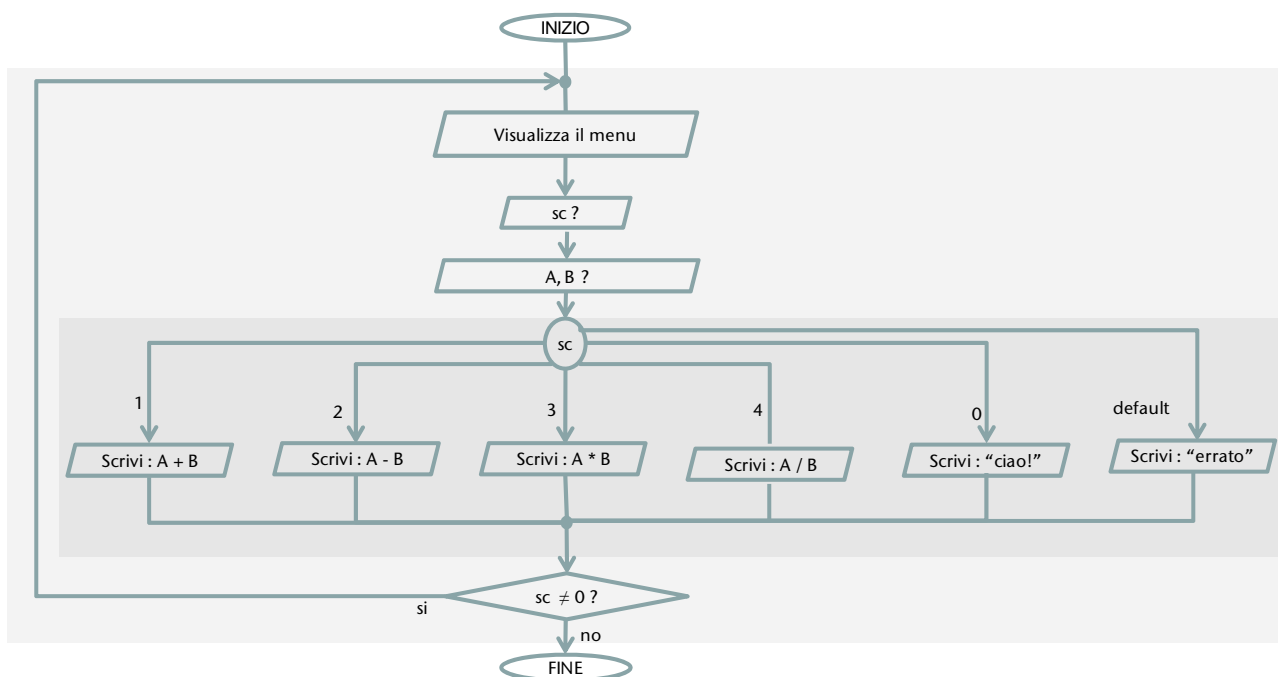 INIZIO
Visualizza il menu
sc ?
A, B ?
sc
1
2
3
4
0
default
Scrivi : A + B
Scrivi : A - B
Scrivi : A * B
Scrivi : A / B
Scrivi : “ciao!”
Scrivi : “errato”
sc ≠ 0 ?
si
no
FINE